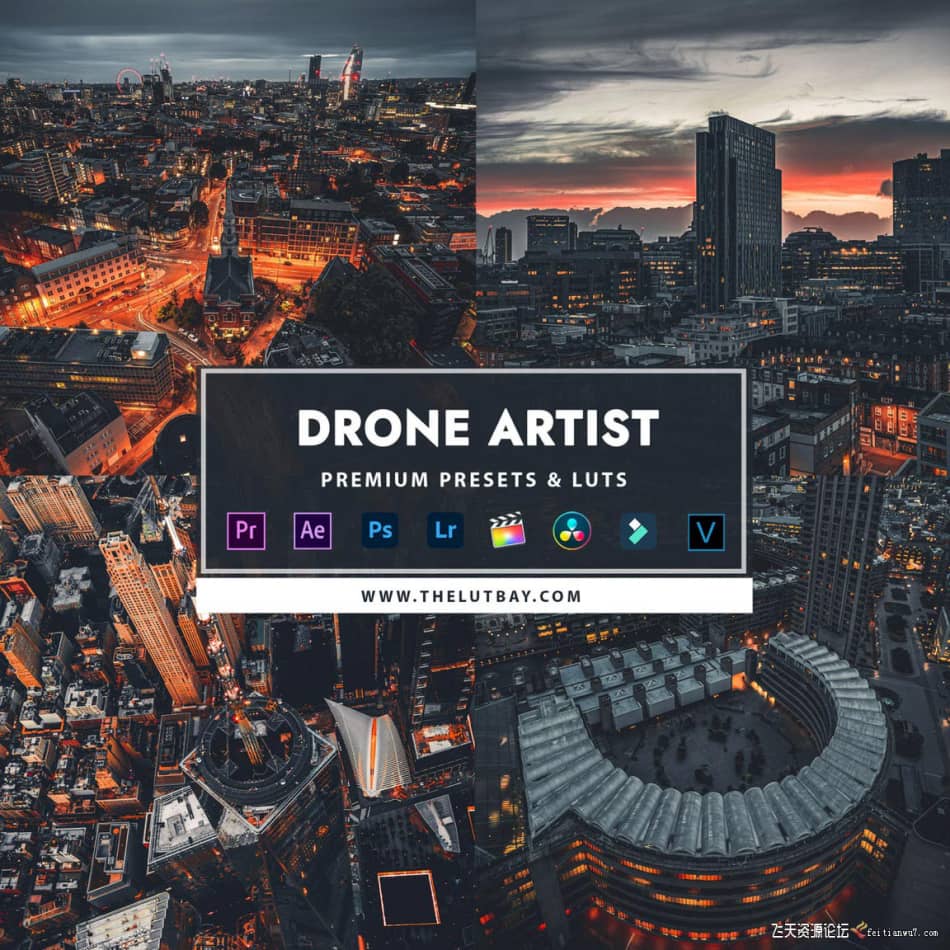 DRONE ARTIST
PREMIUM PRESETS & LUTS
Pr Ae Ps Lr V
WWW.THELUTBAY.COM
飞天资源论坛 feitianwu7.com